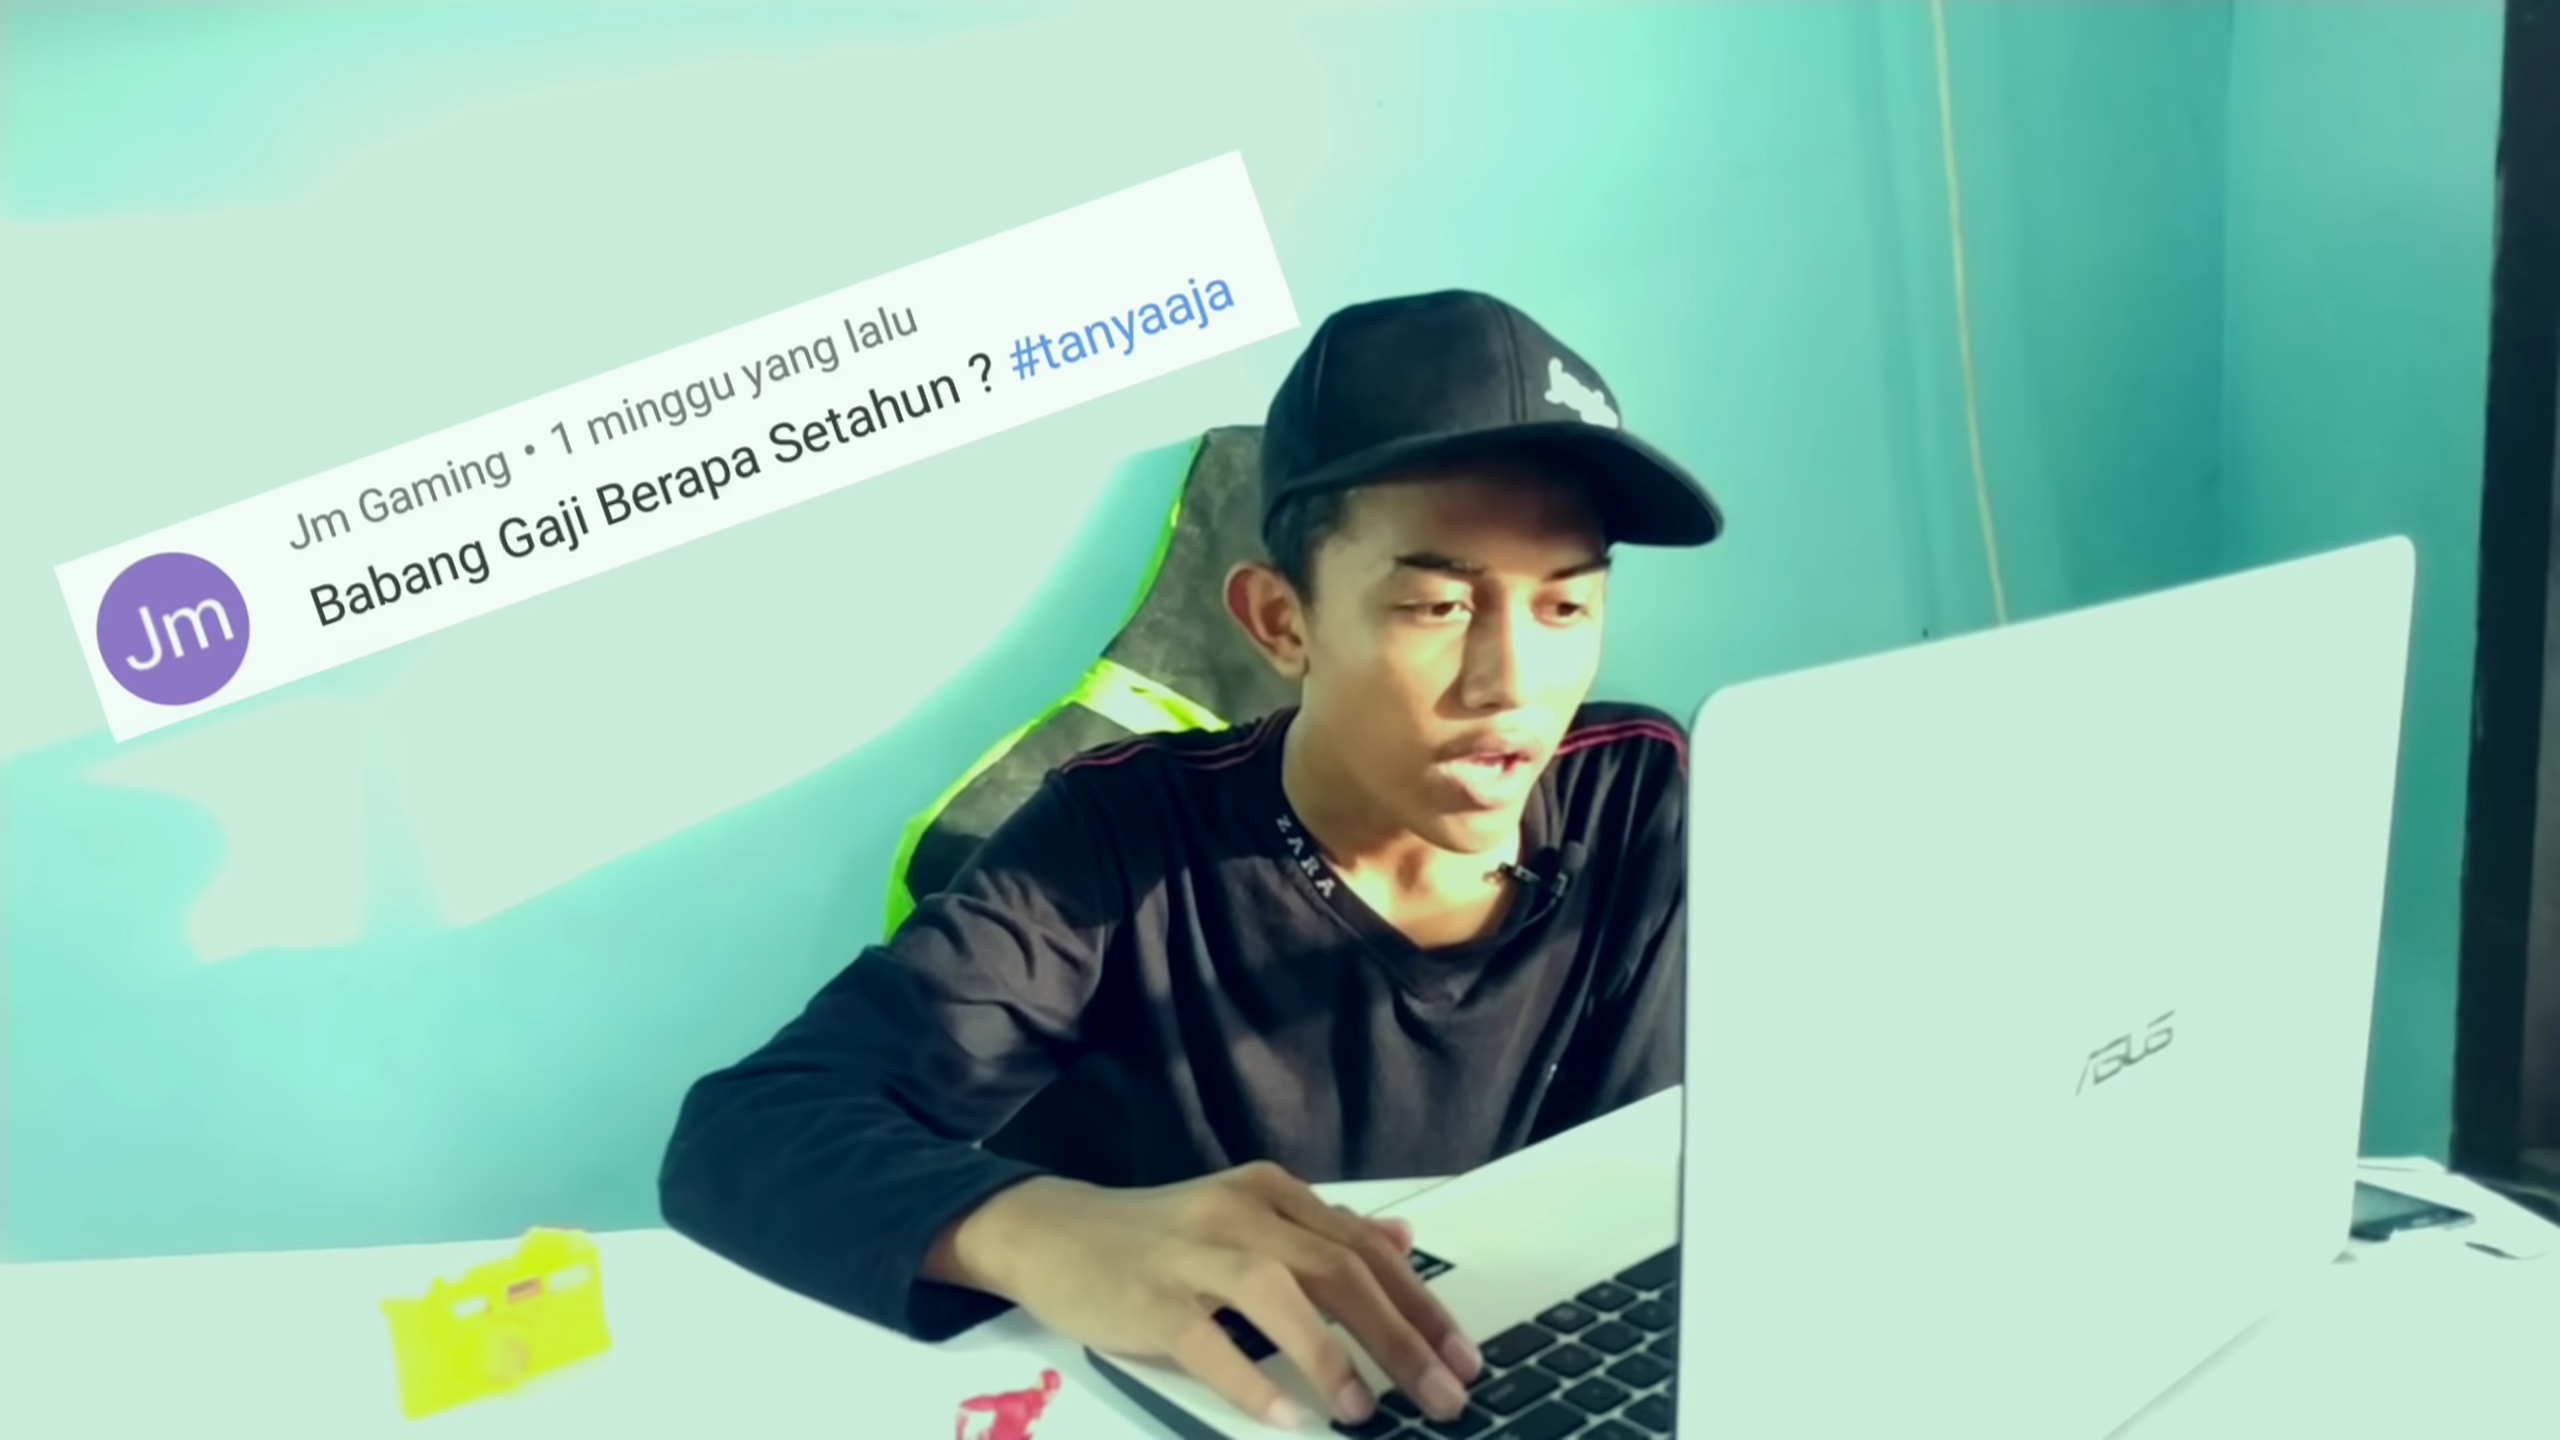 Jm Gaming • 1 minggu yang lalu
Babang Gaji Berapa Setahun ? #tanyaaja
Jm
ZARA
ASUS